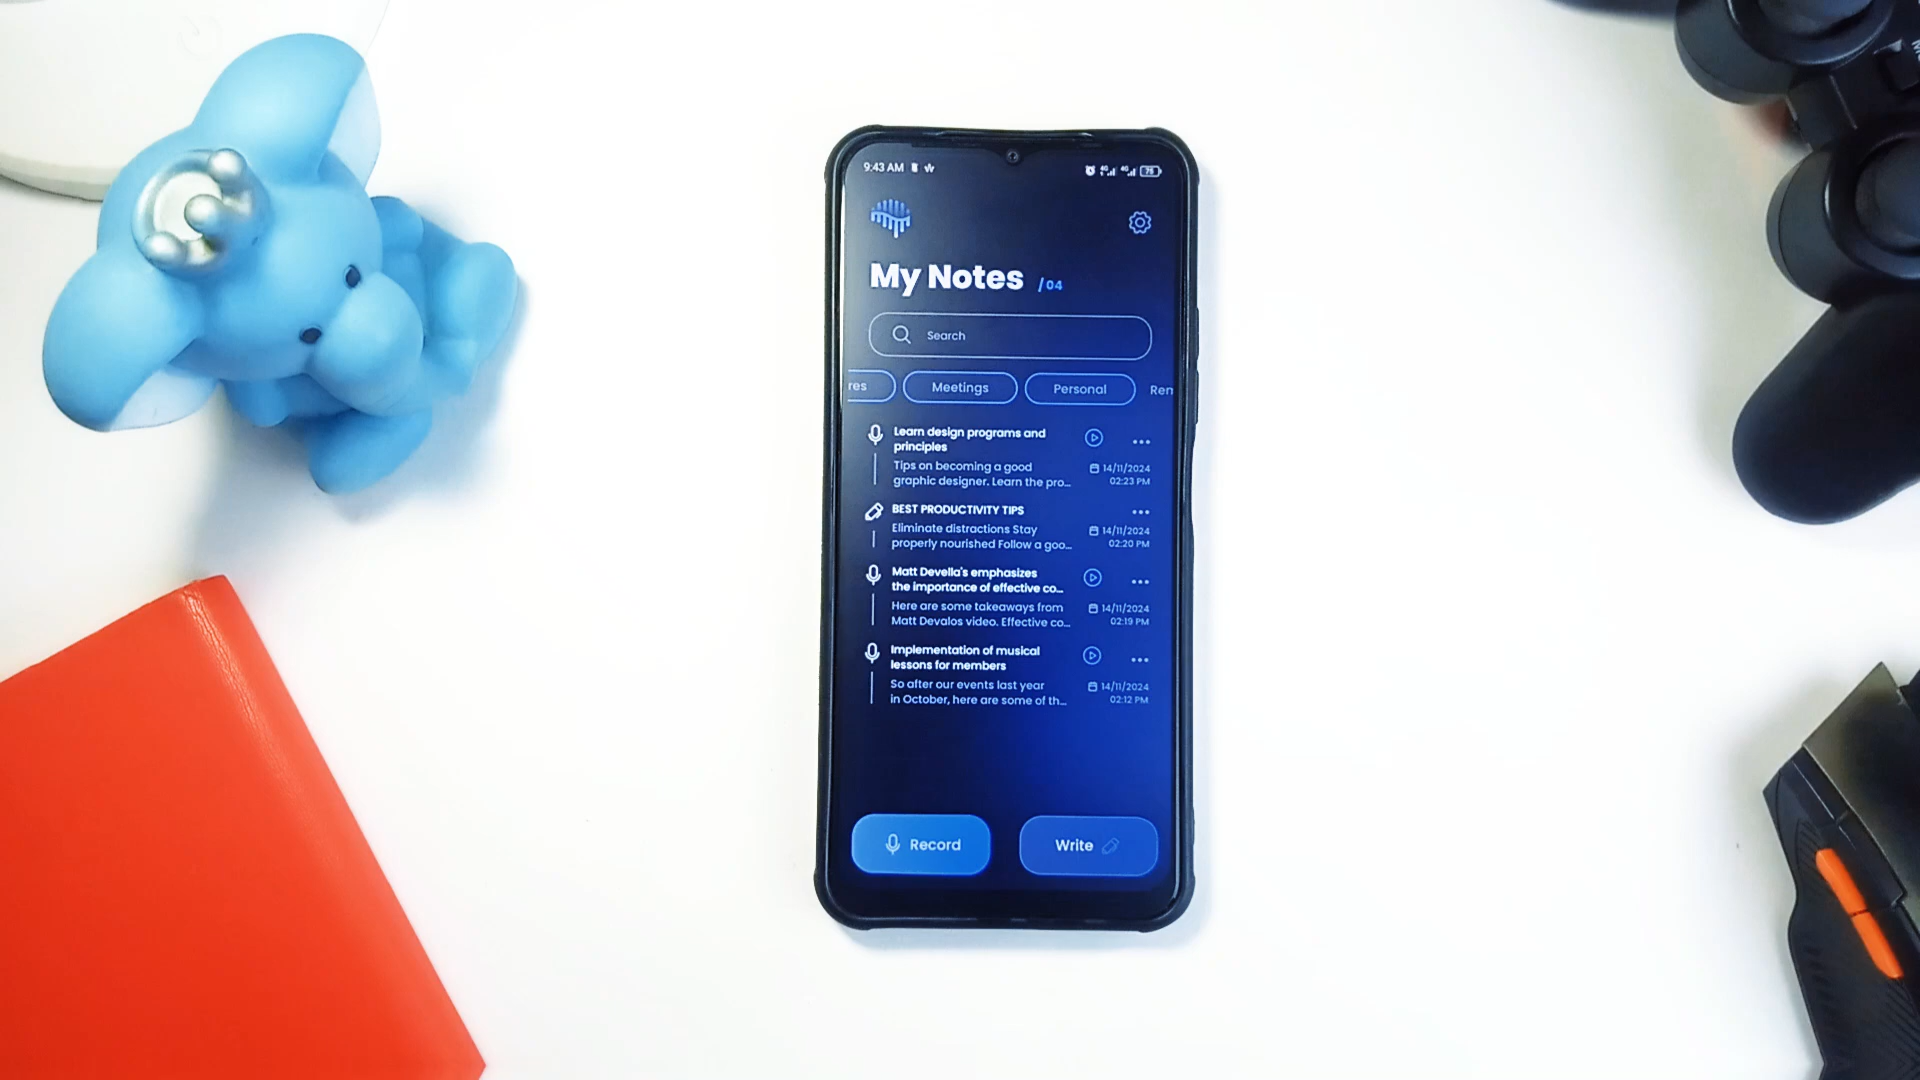 9:43 AM
4G 4G 75
My Notes /04
Search
res Meetings Personal Ren
Learn design programs and
principles
Tips on becoming a good
graphic designer. Learn the pro...
14/11/2024
02:23 PM
BEST PRODUCTIVITY TIPS
Eliminate distractions Stay
properly nourished Follow a goo...
14/11/2024
02:20 PM
Matt Devella's emphasizes
the importance of effective co...
Here are some takeaways from
Matt Devalos video. Effective co...
14/11/2024
02:19 PM
Implementation of musical
lessons for members
So after our events last year
in October, here are some of th...
14/11/2024
02:12 PM
Record
Write